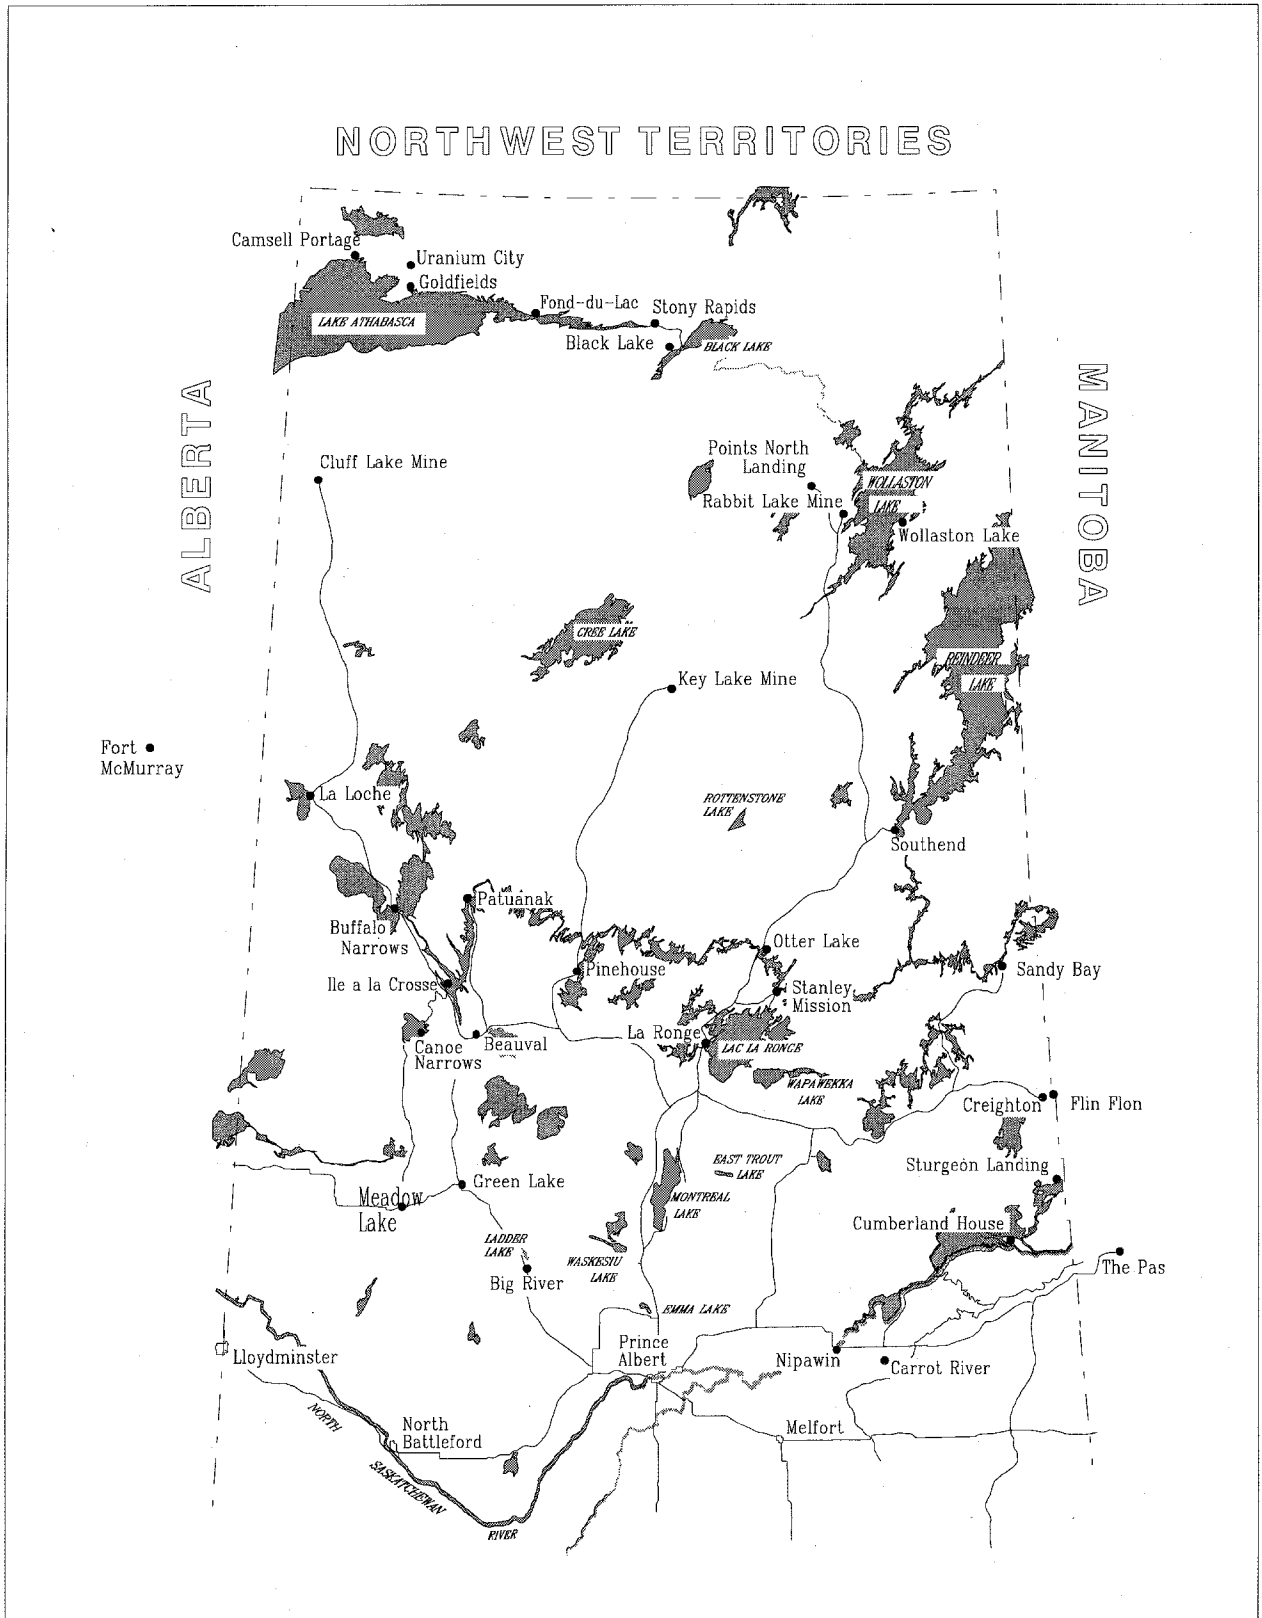 NORTHWEST TERRITORIES
Camsell Portage
Uranium City
Goldfields
Fond-du-Lac
Stony Rapids
LAKE ATHABASCA
Black Lake
BLACK LAKE
ALBERTA
MANITOBA
Cluff Lake Mine
Points North
Landing
WOLLASTON
LAKE
Rabbit Lake Mine
Wollaston Lake
CREE LAKE
REINDEER
LAKE
Key Lake Mine
Fort
McMurray
La Loche
ROTTENSTONE
LAKE
Southend
Patuanak
Buffalo
Narrows
Otter Lake
Pinehouse
Sandy Bay
Ile a la Crosse
Stanley
Mission
La Ronge
LAC LA RONGE
Canoe
Narrows
Beauval
WAPAWEKKA
LAKE
Creighton
Flin Flon
EAST TROUT
LAKE
Sturgeon Landing
Green Lake
Meadow
Lake
MONTREAL
LAKE
Cumberland House
LADDER
LAKE
WASKESIU
LAKE
The Pas
Big River
EMMA LAKE
Prince
Albert
Lloydminster
Nipawin
Carrot River
NORTH
SASKATCHEWAN
RIVER
North
Battleford
Melfort